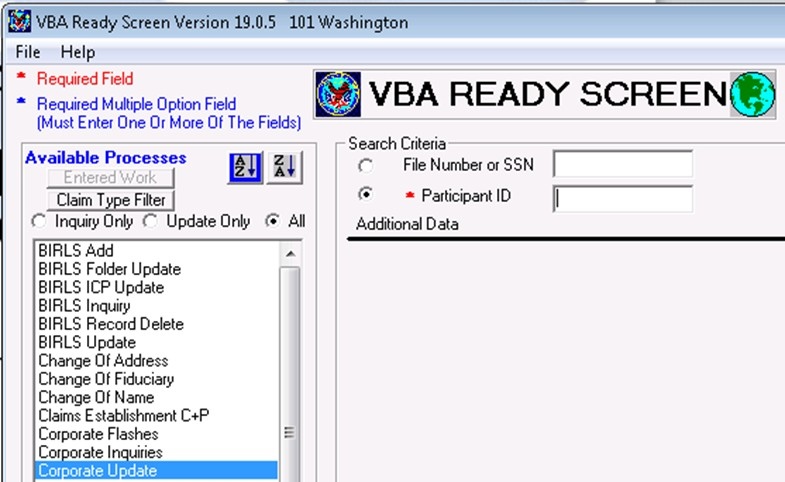 VBA Ready Screen Version 19.0.5 101 Washington
File Help
* Required Field
* Required Multiple Option Field
(Must Enter One Or More Of The Fields)
VBA READY SCREEN
Available Processes
A Z
Z A
Entered Work
Claim Type Filter
Inquiry Only Update Only All
BIRLS Add
BIRLS Folder Update
BIRLS ICP Update
BIRLS Inquiry
BIRLS Record Delete
BIRLS Update
Change Of Address
Change Of Fiduciary
Change Of Name
Claims Establishment C+P
Corporate Flashes
Corporate Inquiries
Corporate Update
Search Criteria
File Number or SSN
* Participant ID
Additional Data